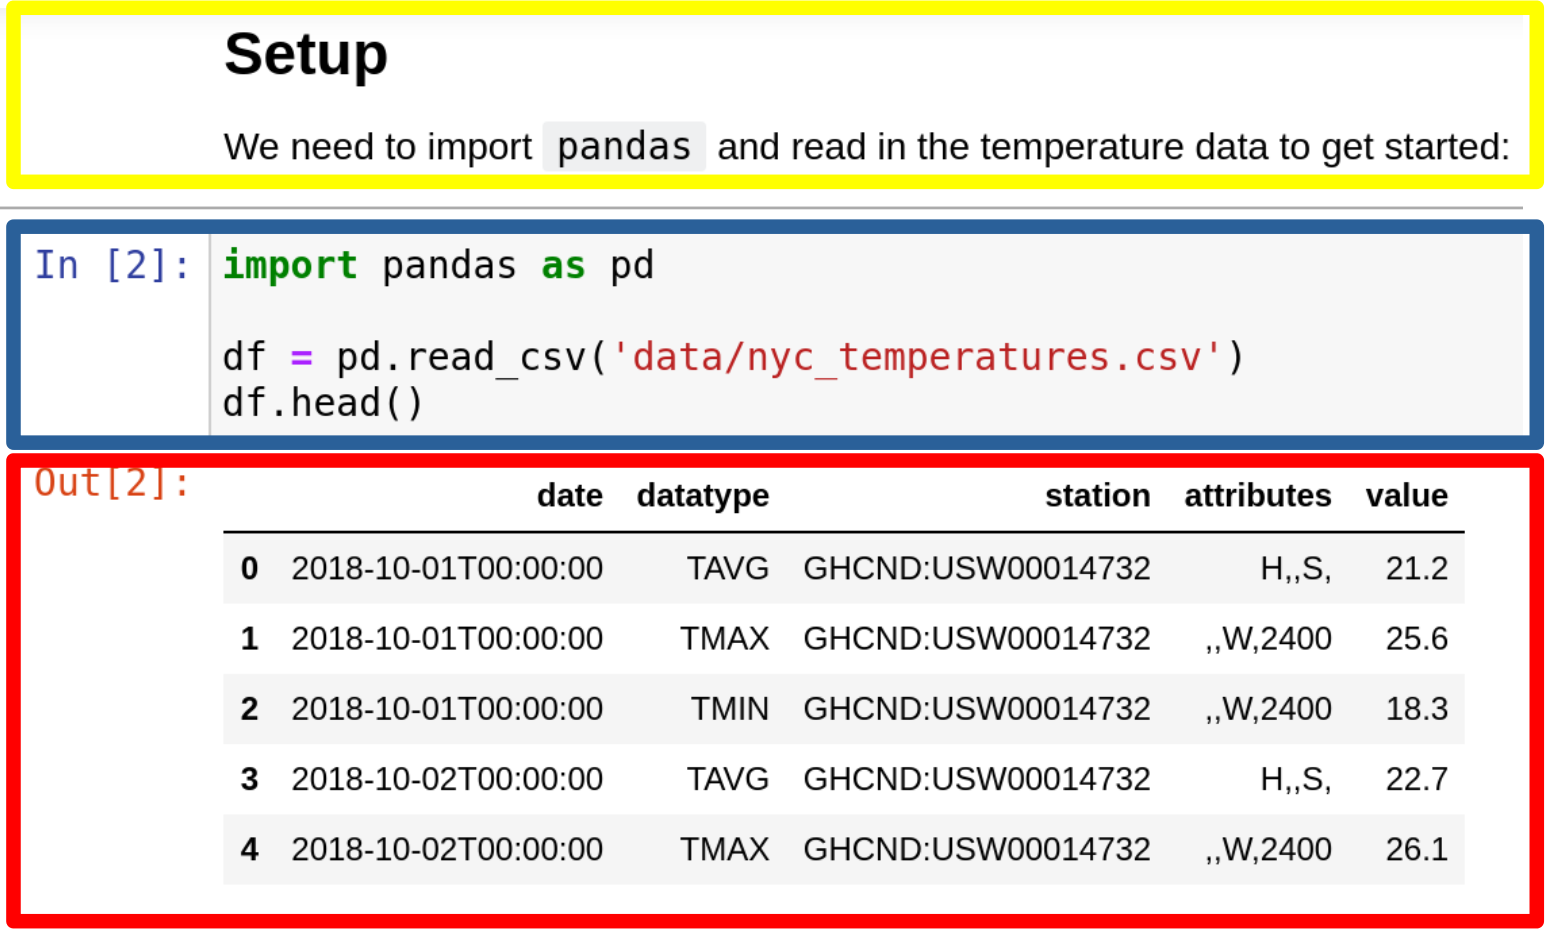 Setup
We need to import pandas and read in the temperature data to get started:
In [2]: import pandas as pd
df = pd.read_csv('data/nyc_temperatures.csv')
df.head()
Out[2]:
date datatype station attributes value
0 2018-10-01T00:00:00 TAVG GHCND:USW00014732 H,,S, 21.2
1 2018-10-01T00:00:00 TMAX GHCND:USW00014732 ,,W,2400 25.6
2 2018-10-01T00:00:00 TMIN GHCND:USW00014732 ,,W,2400 18.3
3 2018-10-02T00:00:00 TAVG GHCND:USW00014732 H,,S, 22.7
4 2018-10-02T00:00:00 TMAX GHCND:USW00014732 ,,W,2400 26.1